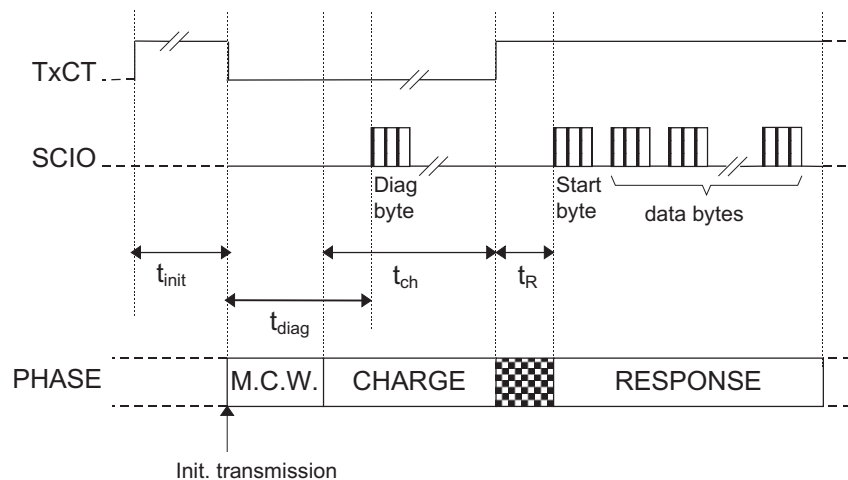 TxCT
SCIO
Diag
byte
Start
byte
data bytes
tinit
tch
tR
tdiag
PHASE
M.C.W.
CHARGE
RESPONSE
Init. transmission